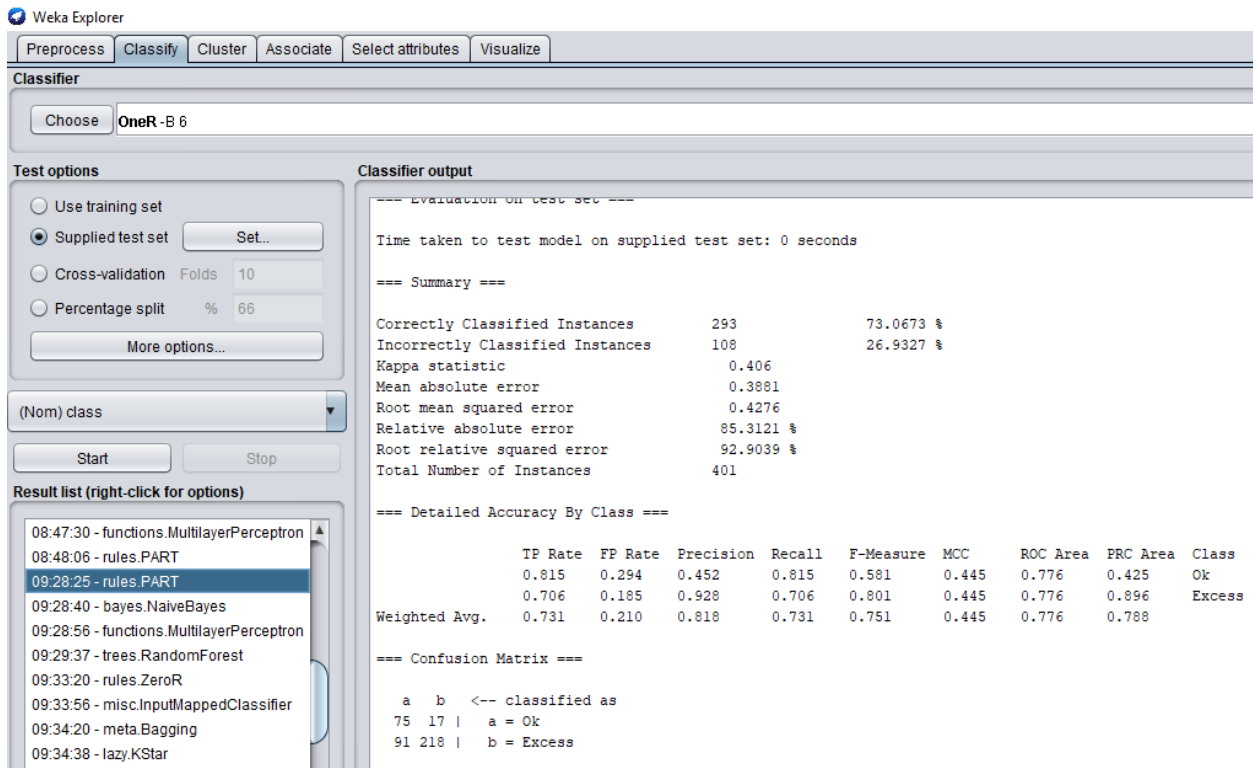 Weka Explorer
Preprocess Classify Cluster Associate Select attributes Visualize
Classifier
Choose OneR -B 6
Test options
Use training set
Supplied test set Set...
Cross-validation Folds 10
Percentage split % 66
More options...
(Nom) class
Start Stop
Result list (right-click for options)
08:47:30 - functions.MultilayerPerceptron
08:48:06 - rules.PART
09:28:25 - rules.PART
09:28:40 - bayes.NaiveBayes
09:28:56 - functions.MultilayerPerceptron
09:29:37 - trees.RandomForest
09:33:20 - rules.ZeroR
09:33:56 - misc.InputMappedClassifier
09:34:20 - meta.Bagging
09:34:38 - lazy.KStar
Classifier output
=== Evaluation on test set ===
Time taken to test model on supplied test set: 0 seconds
=== Summary ===
Correctly Classified Instances 293 73.0673 %
Incorrectly Classified Instances 108 26.9327 %
Kappa statistic 0.406
Mean absolute error 0.3881
Root mean squared error 0.4276
Relative absolute error 85.3121 %
Root relative squared error 92.9039 %
Total Number of Instances 401
=== Detailed Accuracy By Class ===
TP Rate FP Rate Precision Recall F-Measure MCC ROC Area PRC Area Class
0.815 0.294 0.452 0.815 0.581 0.445 0.776 0.425 Ok
0.706 0.185 0.928 0.706 0.801 0.445 0.776 0.896 Excess
Weighted Avg. 0.731 0.210 0.818 0.731 0.751 0.445 0.776 0.788
=== Confusion Matrix ===
a b <-- classified as
75 17 | a = Ok
91 218 | b = Excess